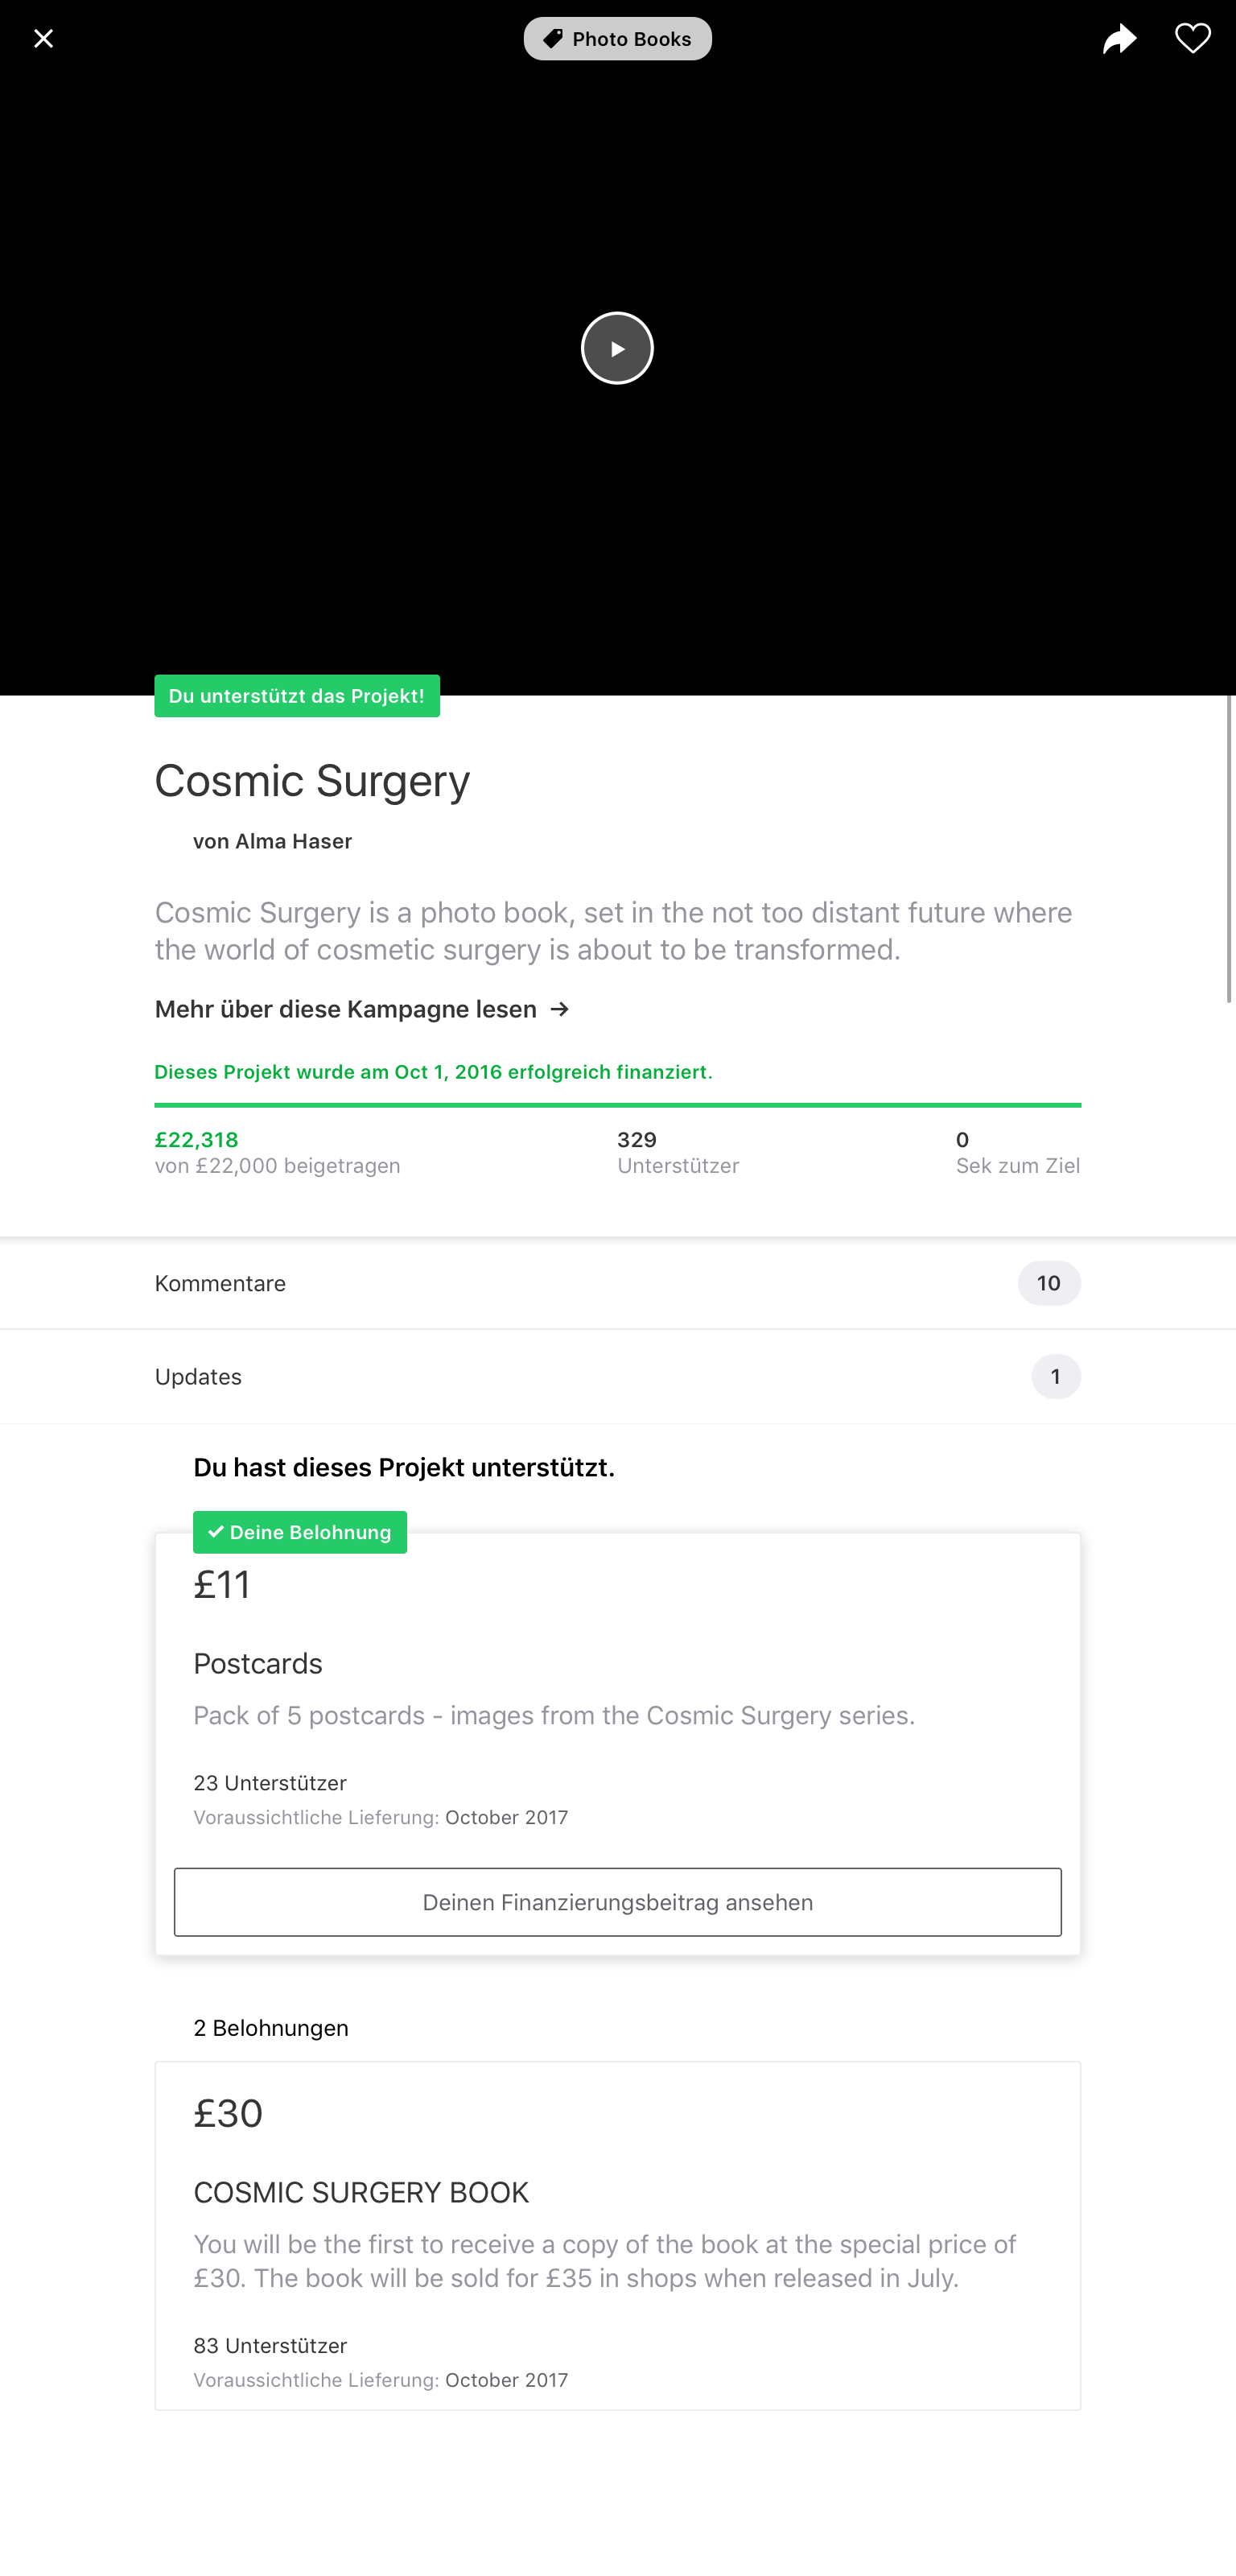 Photo Books
Du unterstützt das Projekt!
Cosmic Surgery
von Alma Haser
Cosmic Surgery is a photo book, set in the not too distant future where
the world of cosmetic surgery is about to be transformed.
Mehr über diese Kampagne lesen →
Dieses Projekt wurde am Oct 1, 2016 erfolgreich finanziert.
£22,318 329 0
von £22,000 beigetragen Unterstützer Sek zum Ziel
Kommentare 10
Updates 1
Du hast dieses Projekt unterstützt.
✓ Deine Belohnung
£11
Postcards
Pack of 5 postcards - images from the Cosmic Surgery series.
23 Unterstützer
Voraussichtliche Lieferung: October 2017
Deinen Finanzierungsbeitrag ansehen
2 Belohnungen
£30
COSMIC SURGERY BOOK
You will be the first to receive a copy of the book at the special price of
£30. The book will be sold for £35 in shops when released in July.
83 Unterstützer
Voraussichtliche Lieferung: October 2017